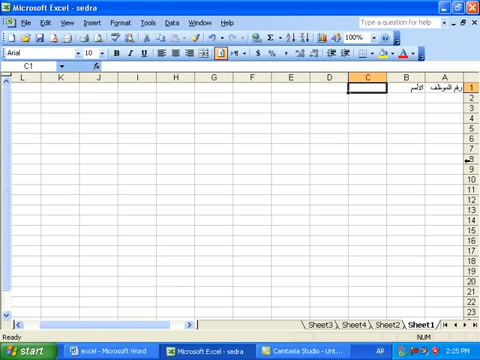 Microsoft Excel - sedra
File Edit View Insert Format Tools Data Window Help
Type a question for help
100%
Arial 10 B I U
C1 fx
L K J I H G F E D C B A
رقم الموظف الأسم 1
2
3
4
5
6
7
8
9
10
11
12
13
14
15
16
17
18
19
20
21
22
23
Sheet3 Sheet4 Sheet2 Sheet1
Ready NUM
start excel - Microsoft Word Microsoft Excel - sedra Camtasia Studio - Unt... AR 2:25 PM